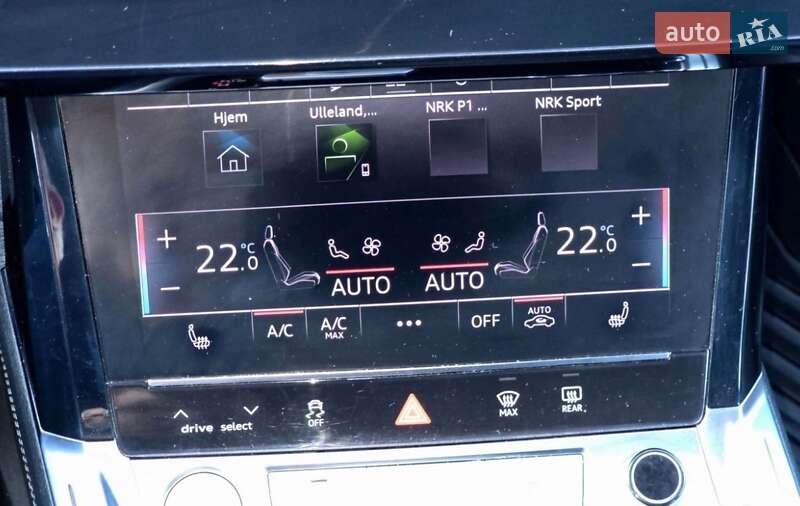 auto RIA .com
Hjem Ulleland,... NRK P1 ... NRK Sport
+ 22.0 °C AUTO AUTO 22.0 °C +
− −
A/C A/C MAX ••• OFF AUTO
drive select OFF MAX REAR